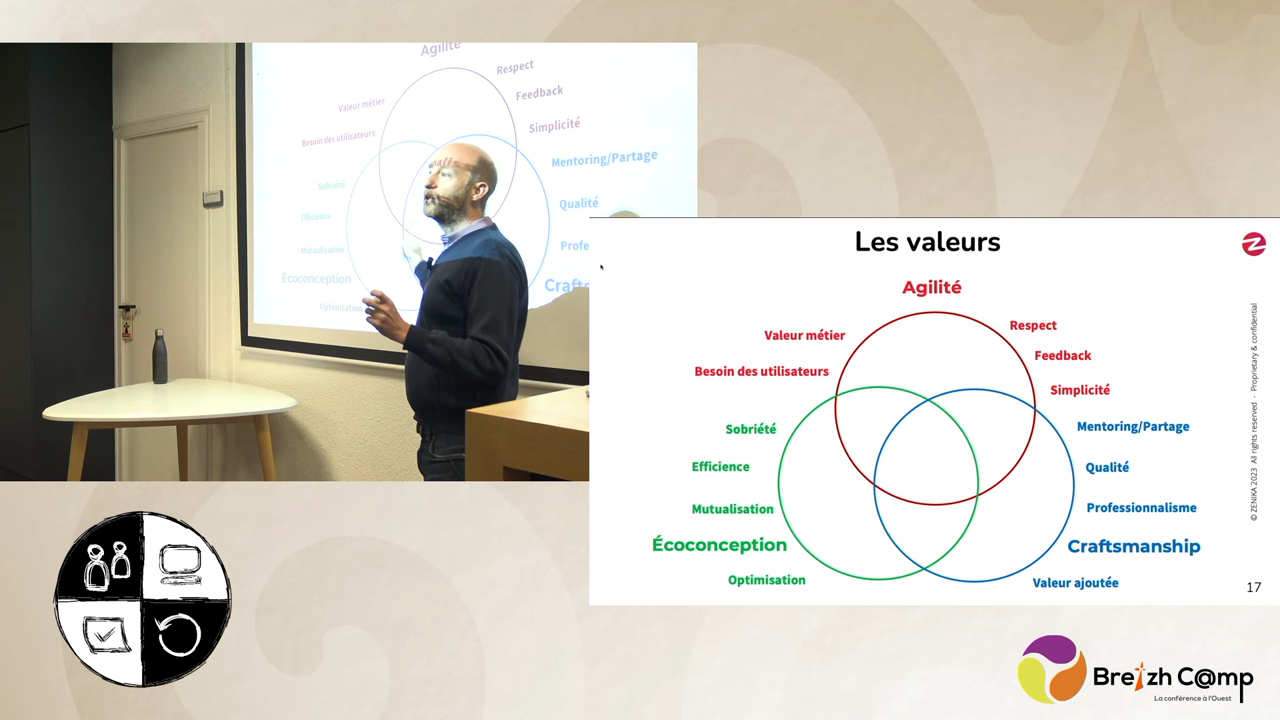 Agilité
Respect
Feedback
Valeur métier
Simplicité
Besoin des utilisateurs
Mentoring/Partage
Sobriété
Qualité
Efficience
Mutualisation
Profe
Écoconception
Crafts
Optimisation
Les valeurs
Agilité
Respect
Valeur métier
Feedback
Besoin des utilisateurs
Simplicité
Mentoring/Partage
Sobriété
Efficience
Qualité
Mutualisation
Professionnalisme
Écoconception
Craftsmanship
Optimisation
Valeur ajoutée
© ZENIKA 2023 All rights reserved - Proprietary & confidential
17
Breizh C@mp
La conférence à l'Ouest